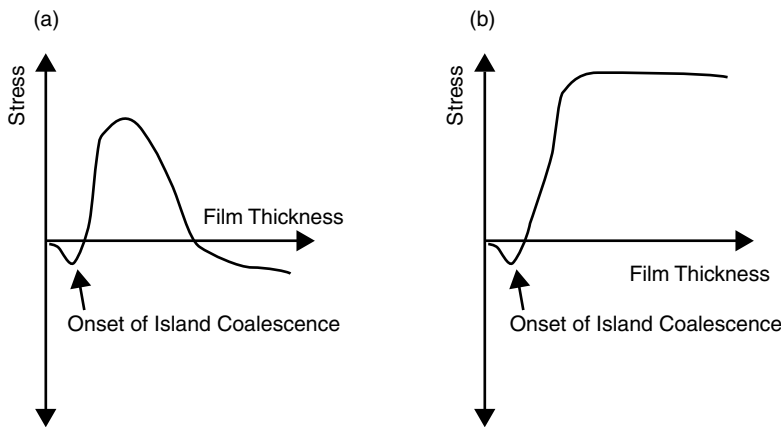 (a)
Stress
Film Thickness
Onset of Island Coalescence
(b)
Stress
Film Thickness
Onset of Island Coalescence